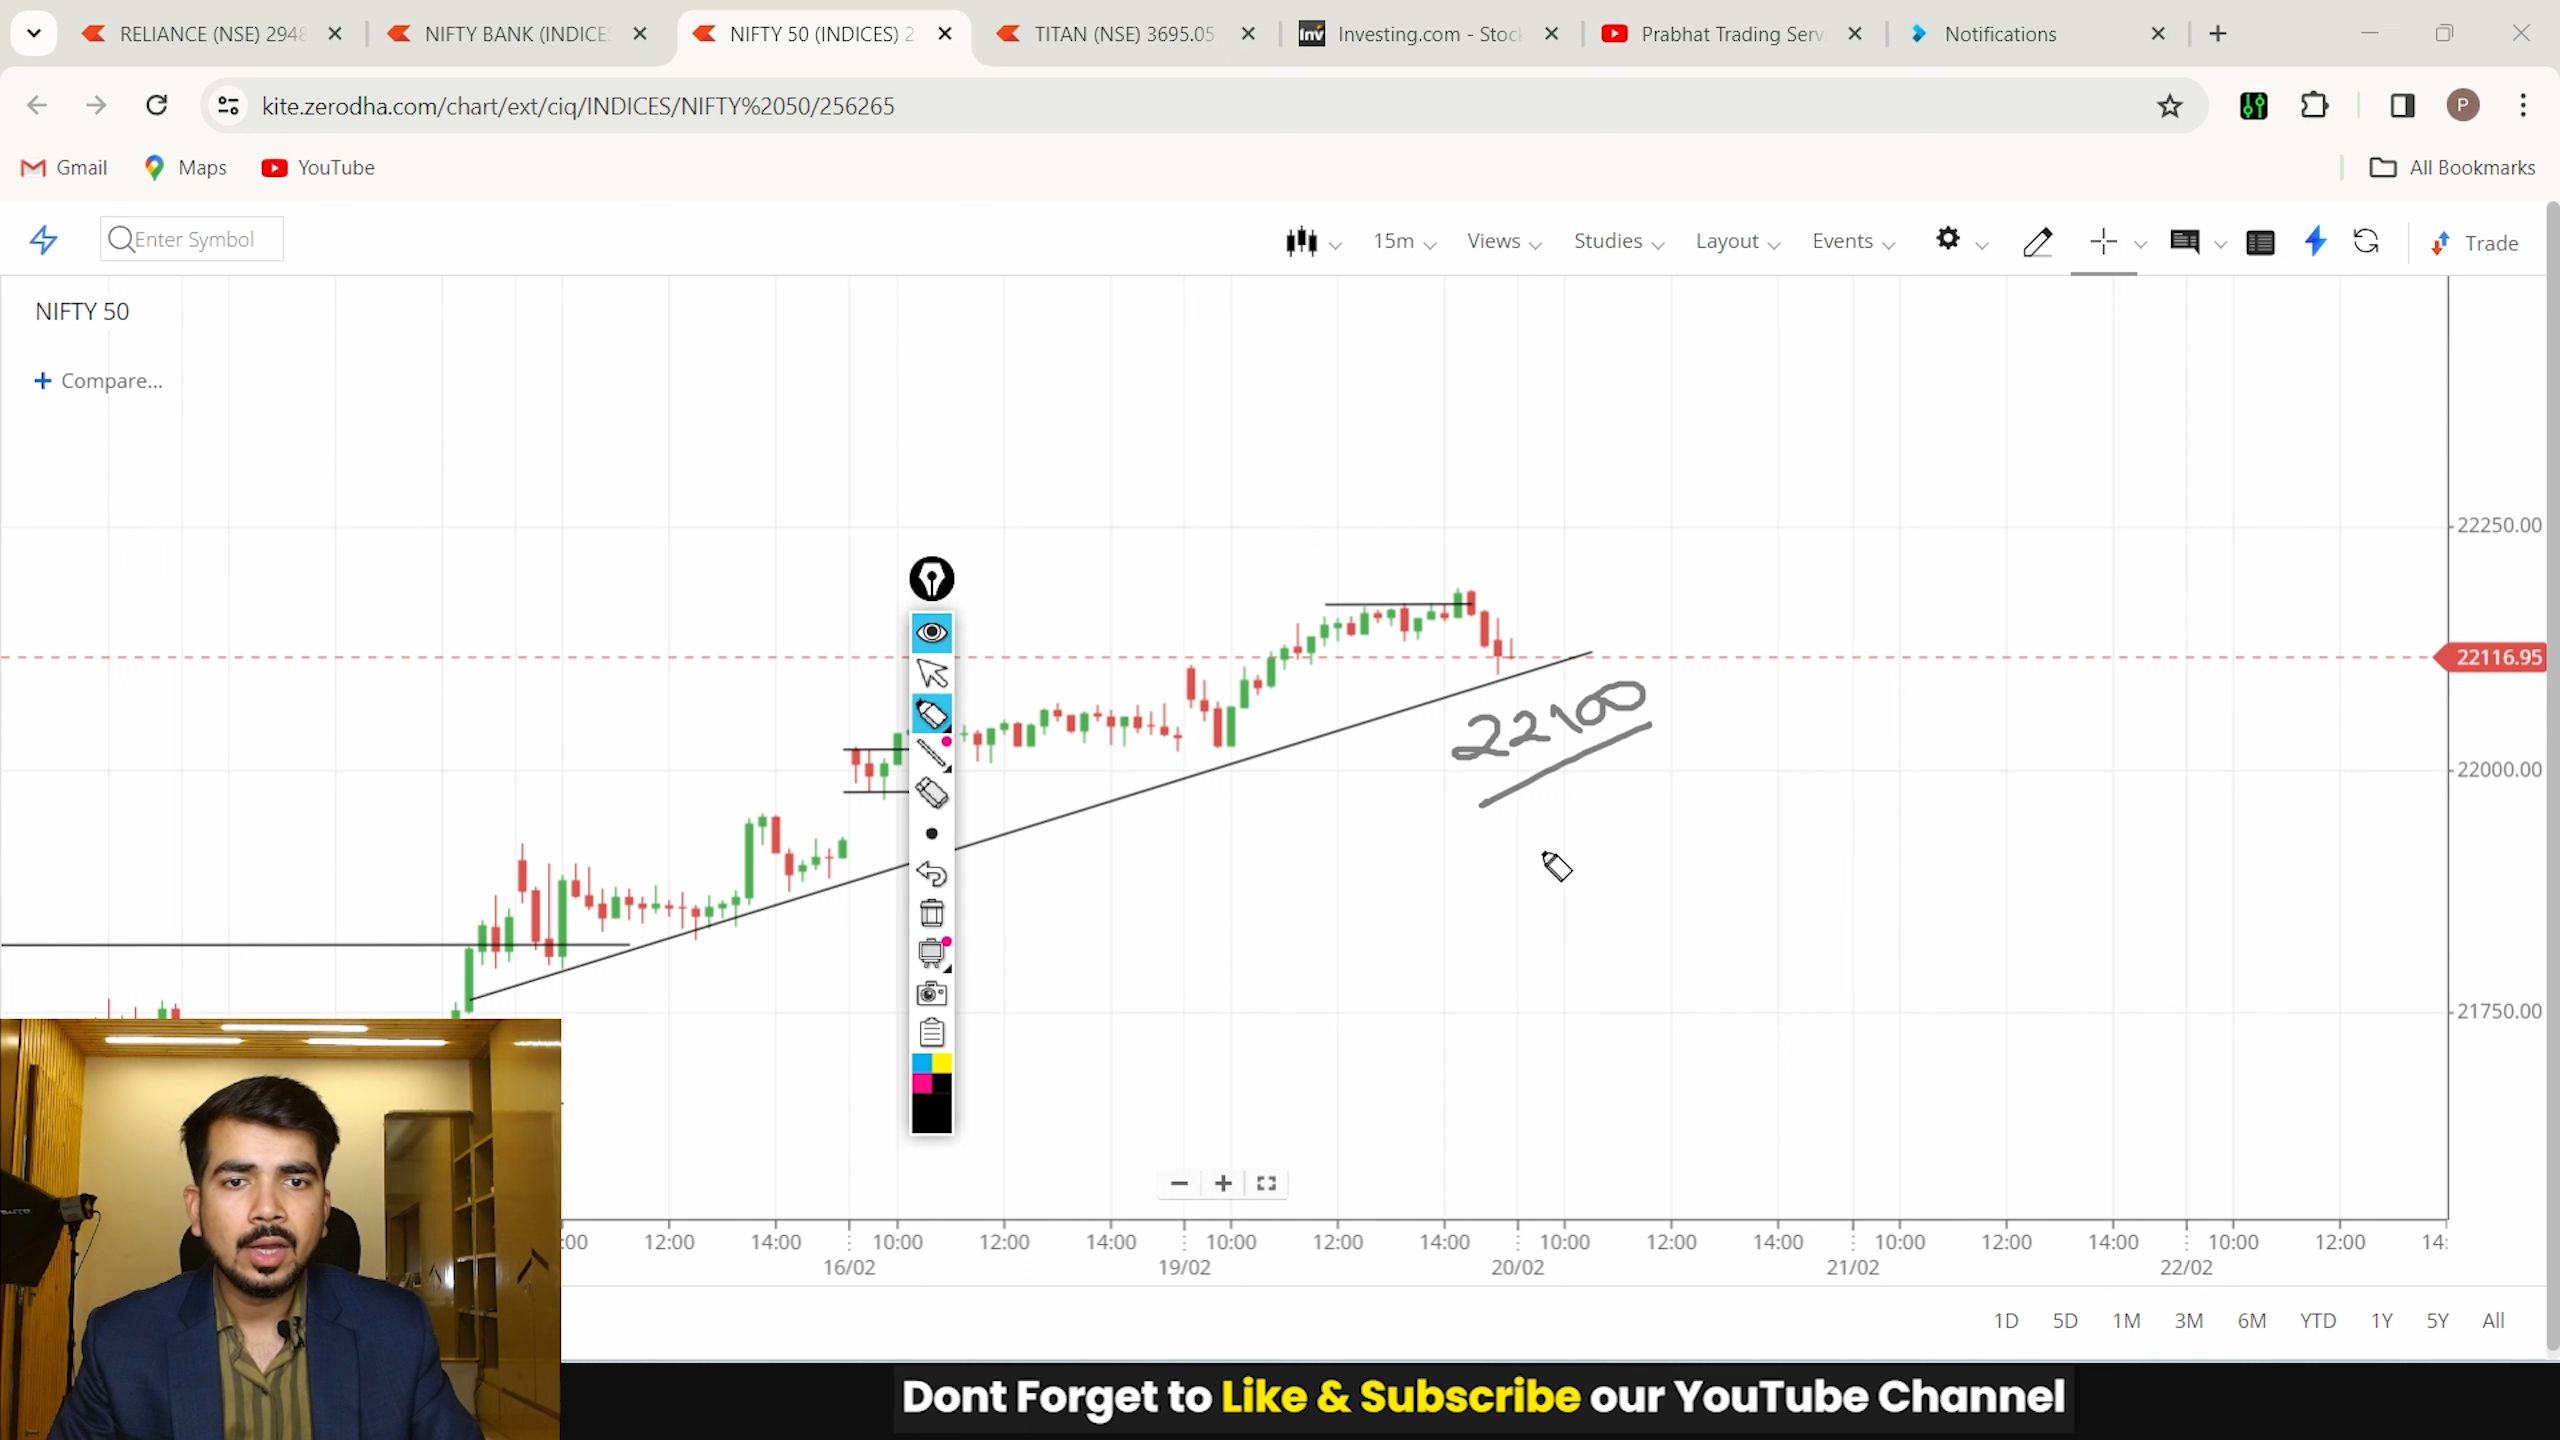 RELIANCE (NSE) 2948
NIFTY BANK (INDICES
NIFTY 50 (INDICES) 2
TITAN (NSE) 3695.05
Investing.com - Stoc
Prabhat Trading Serv
Notifications
kite.zerodha.com/chart/ext/ciq/INDICES/NIFTY%2050/256265
P
Gmail
Maps
YouTube
All Bookmarks
Enter Symbol
15m
Views
Studies
Layout
Events
Trade
NIFTY 50
+ Compare...
22250.00
22116.95
22100
22000.00
21750.00
:00 12:00 14:00 10:00 12:00 14:00 10:00 12:00 14:00 10:00 12:00 14:00 10:00 12:00 14:00 10:00 12:00 14:
16/02 19/02 20/02 21/02 22/02
1D 5D 1M 3M 6M YTD 1Y 5Y All
Dont Forget to Like & Subscribe our YouTube Channel